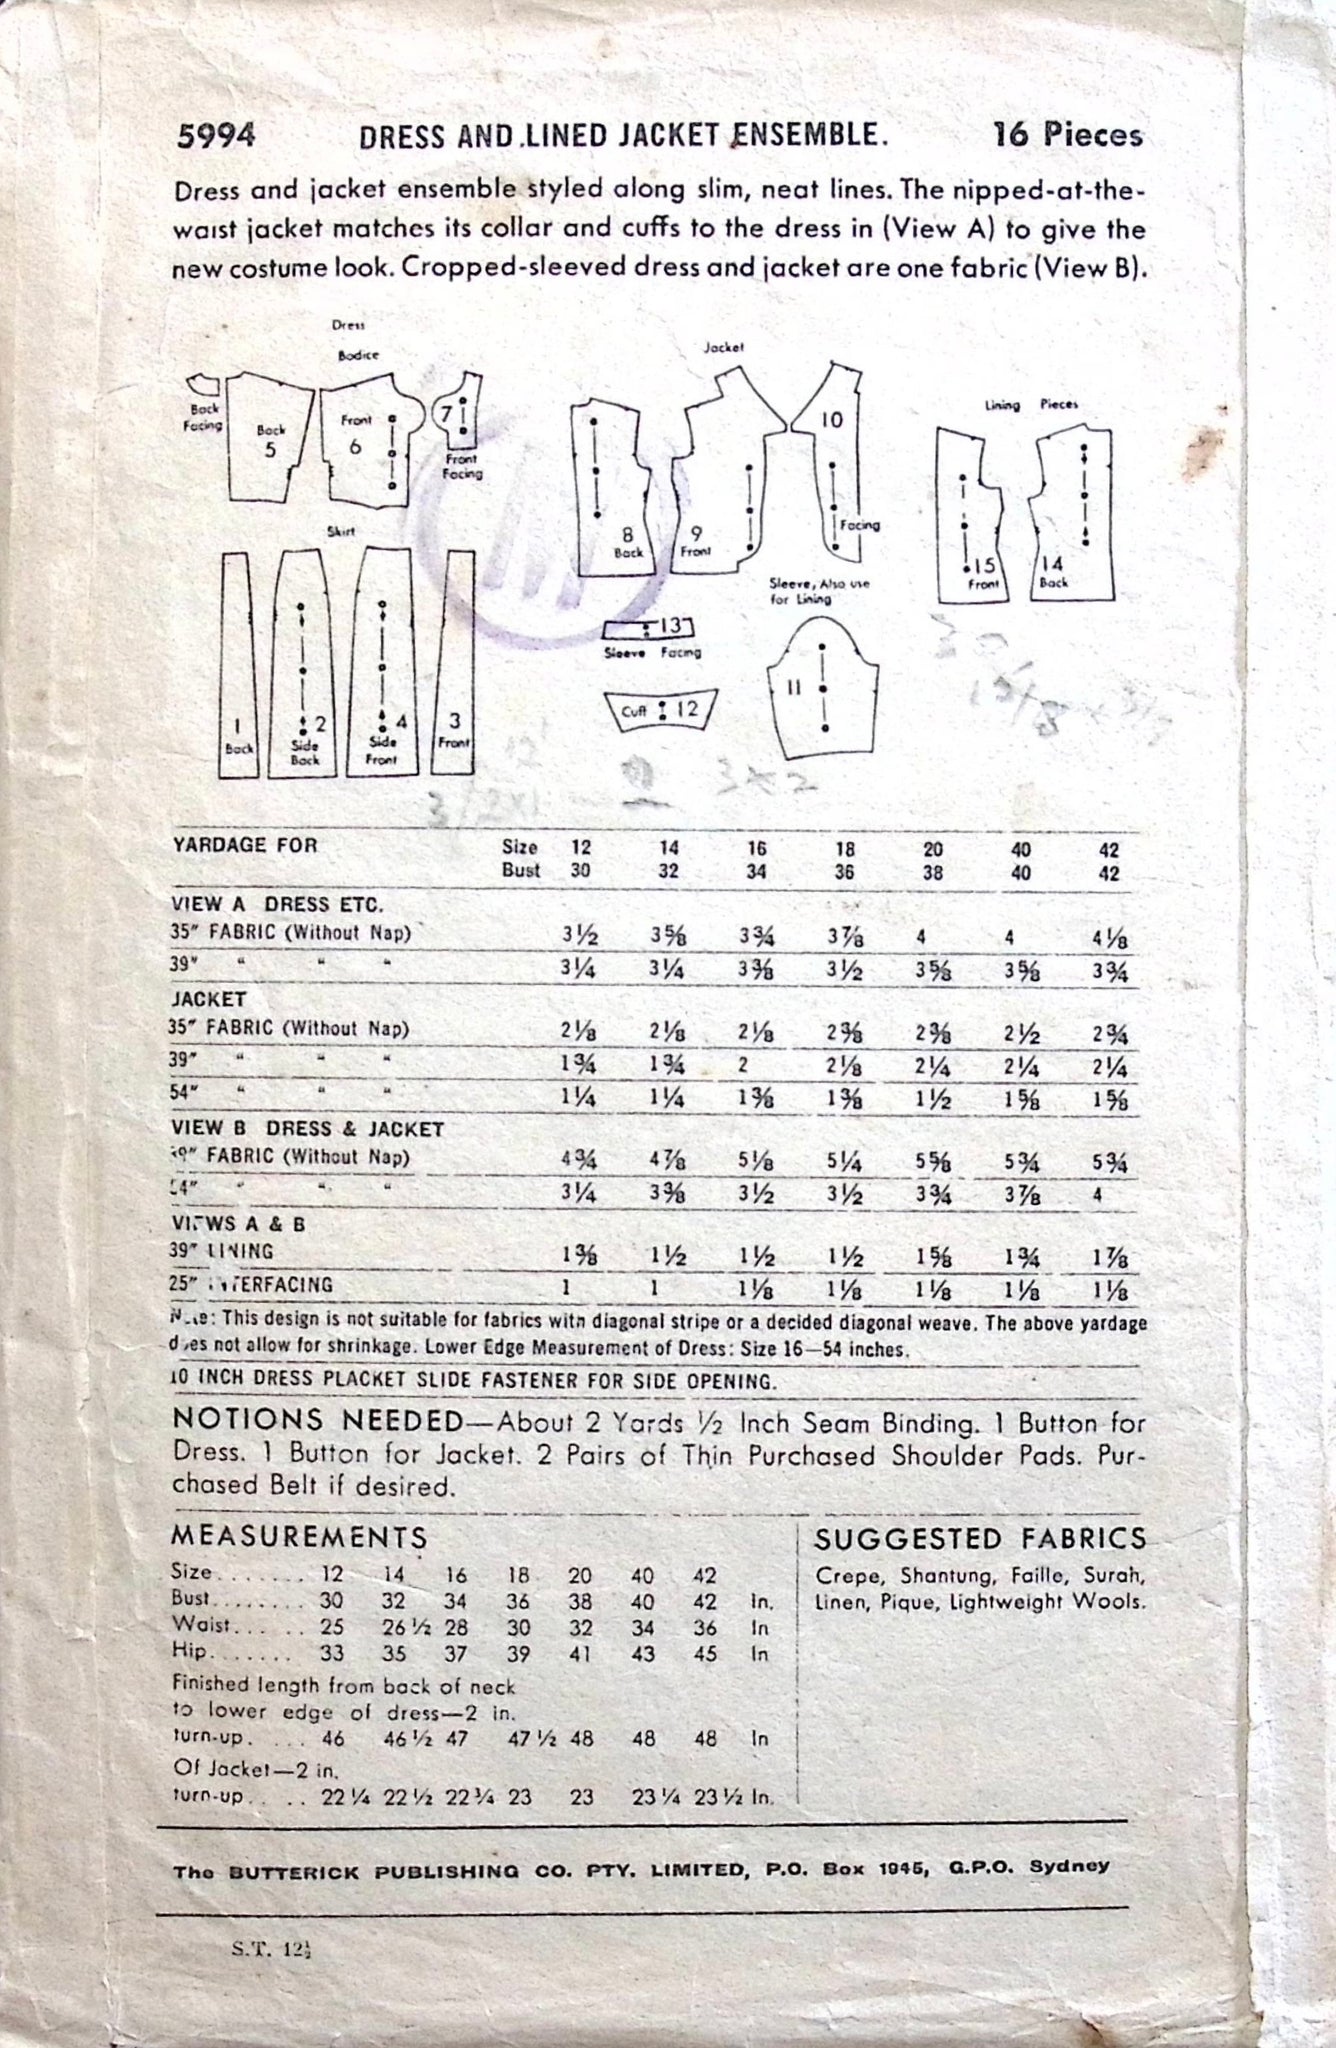 5994 DRESS AND LINED JACKET ENSEMBLE. 16 Pieces
Dress and jacket ensemble styled along slim, neat lines. The nipped-at-the-
waist jacket matches its collar and cuffs to the dress in (View A) to give the
new costume look. Cropped-sleeved dress and jacket are one fabric (View B).
Dress
Bodice
Back
Facing
Back
5
Front
6
7
Front
Facing
Skirt
1
Back
2
Side
Back
4
Side
Front
3
Front
Jacket
8
Back
9
Front
10
Facing
Sleeve, Also use
for Lining
11
13
Sleeve Facing
Cuff 12
Lining Pieces
15
Front
14
Back
3 x 2
YARDAGE FOR Size 12 14 16 18 20 40 42
Bust 30 32 34 36 38 40 42
VIEW A DRESS ETC.
35" FABRIC (Without Nap) 3½ 3⅝ 3¾ 3⅞ 4 4 4⅛
39" " " " 3¼ 3¼ 3⅜ 3½ 3⅝ 3⅝ 3¾
JACKET
35" FABRIC (Without Nap) 2⅛ 2⅛ 2⅛ 2⅜ 2⅜ 2½ 2¾
39" " " " 1¾ 1¾ 2 2⅛ 2¼ 2¼ 2¼
54" " " " 1¼ 1¼ 1⅜ 1⅜ 1½ 1⅝ 1⅝
VIEW B DRESS & JACKET
39" FABRIC (Without Nap) 4¾ 4⅞ 5⅛ 5¼ 5⅝ 5¾ 5¾
54" " " " 3¼ 3⅜ 3½ 3½ 3¾ 3⅞ 4
VIEWS A & B
39" LINING 1⅜ 1½ 1½ 1½ 1⅝ 1¾ 1⅞
25" INTERFACING 1 1 1⅛ 1⅛ 1⅛ 1⅛ 1⅛
Note: This design is not suitable for fabrics with diagonal stripe or a decided diagonal weave. The above yardage
does not allow for shrinkage. Lower Edge Measurement of Dress: Size 16—54 inches.
10 INCH DRESS PLACKET SLIDE FASTENER FOR SIDE OPENING.
NOTIONS NEEDED—About 2 Yards ½ Inch Seam Binding. 1 Button for
Dress. 1 Button for Jacket. 2 Pairs of Thin Purchased Shoulder Pads. Pur-
chased Belt if desired.
MEASUREMENTS
Size....... 12 14 16 18 20 40 42
Bust........ 30 32 34 36 38 40 42 In.
Waist... ... 25 26½ 28 30 32 34 36 In
Hip....... 33 35 37 39 41 43 45 In
Finished length from back of neck
to lower edge of dress—2 in.
turn-up. ... 46 46½ 47 47½ 48 48 48 In
Of Jacket—2 in.
turn-up.. .. 22¼ 22½ 22¾ 23 23 23¼ 23½ In.
SUGGESTED FABRICS
Crepe, Shantung, Faille, Surah,
Linen, Pique, Lightweight Wools.
The BUTTERICK PUBLISHING CO. PTY. LIMITED, P.O. Box 1945, G.P.O. Sydney
S.T. 12½